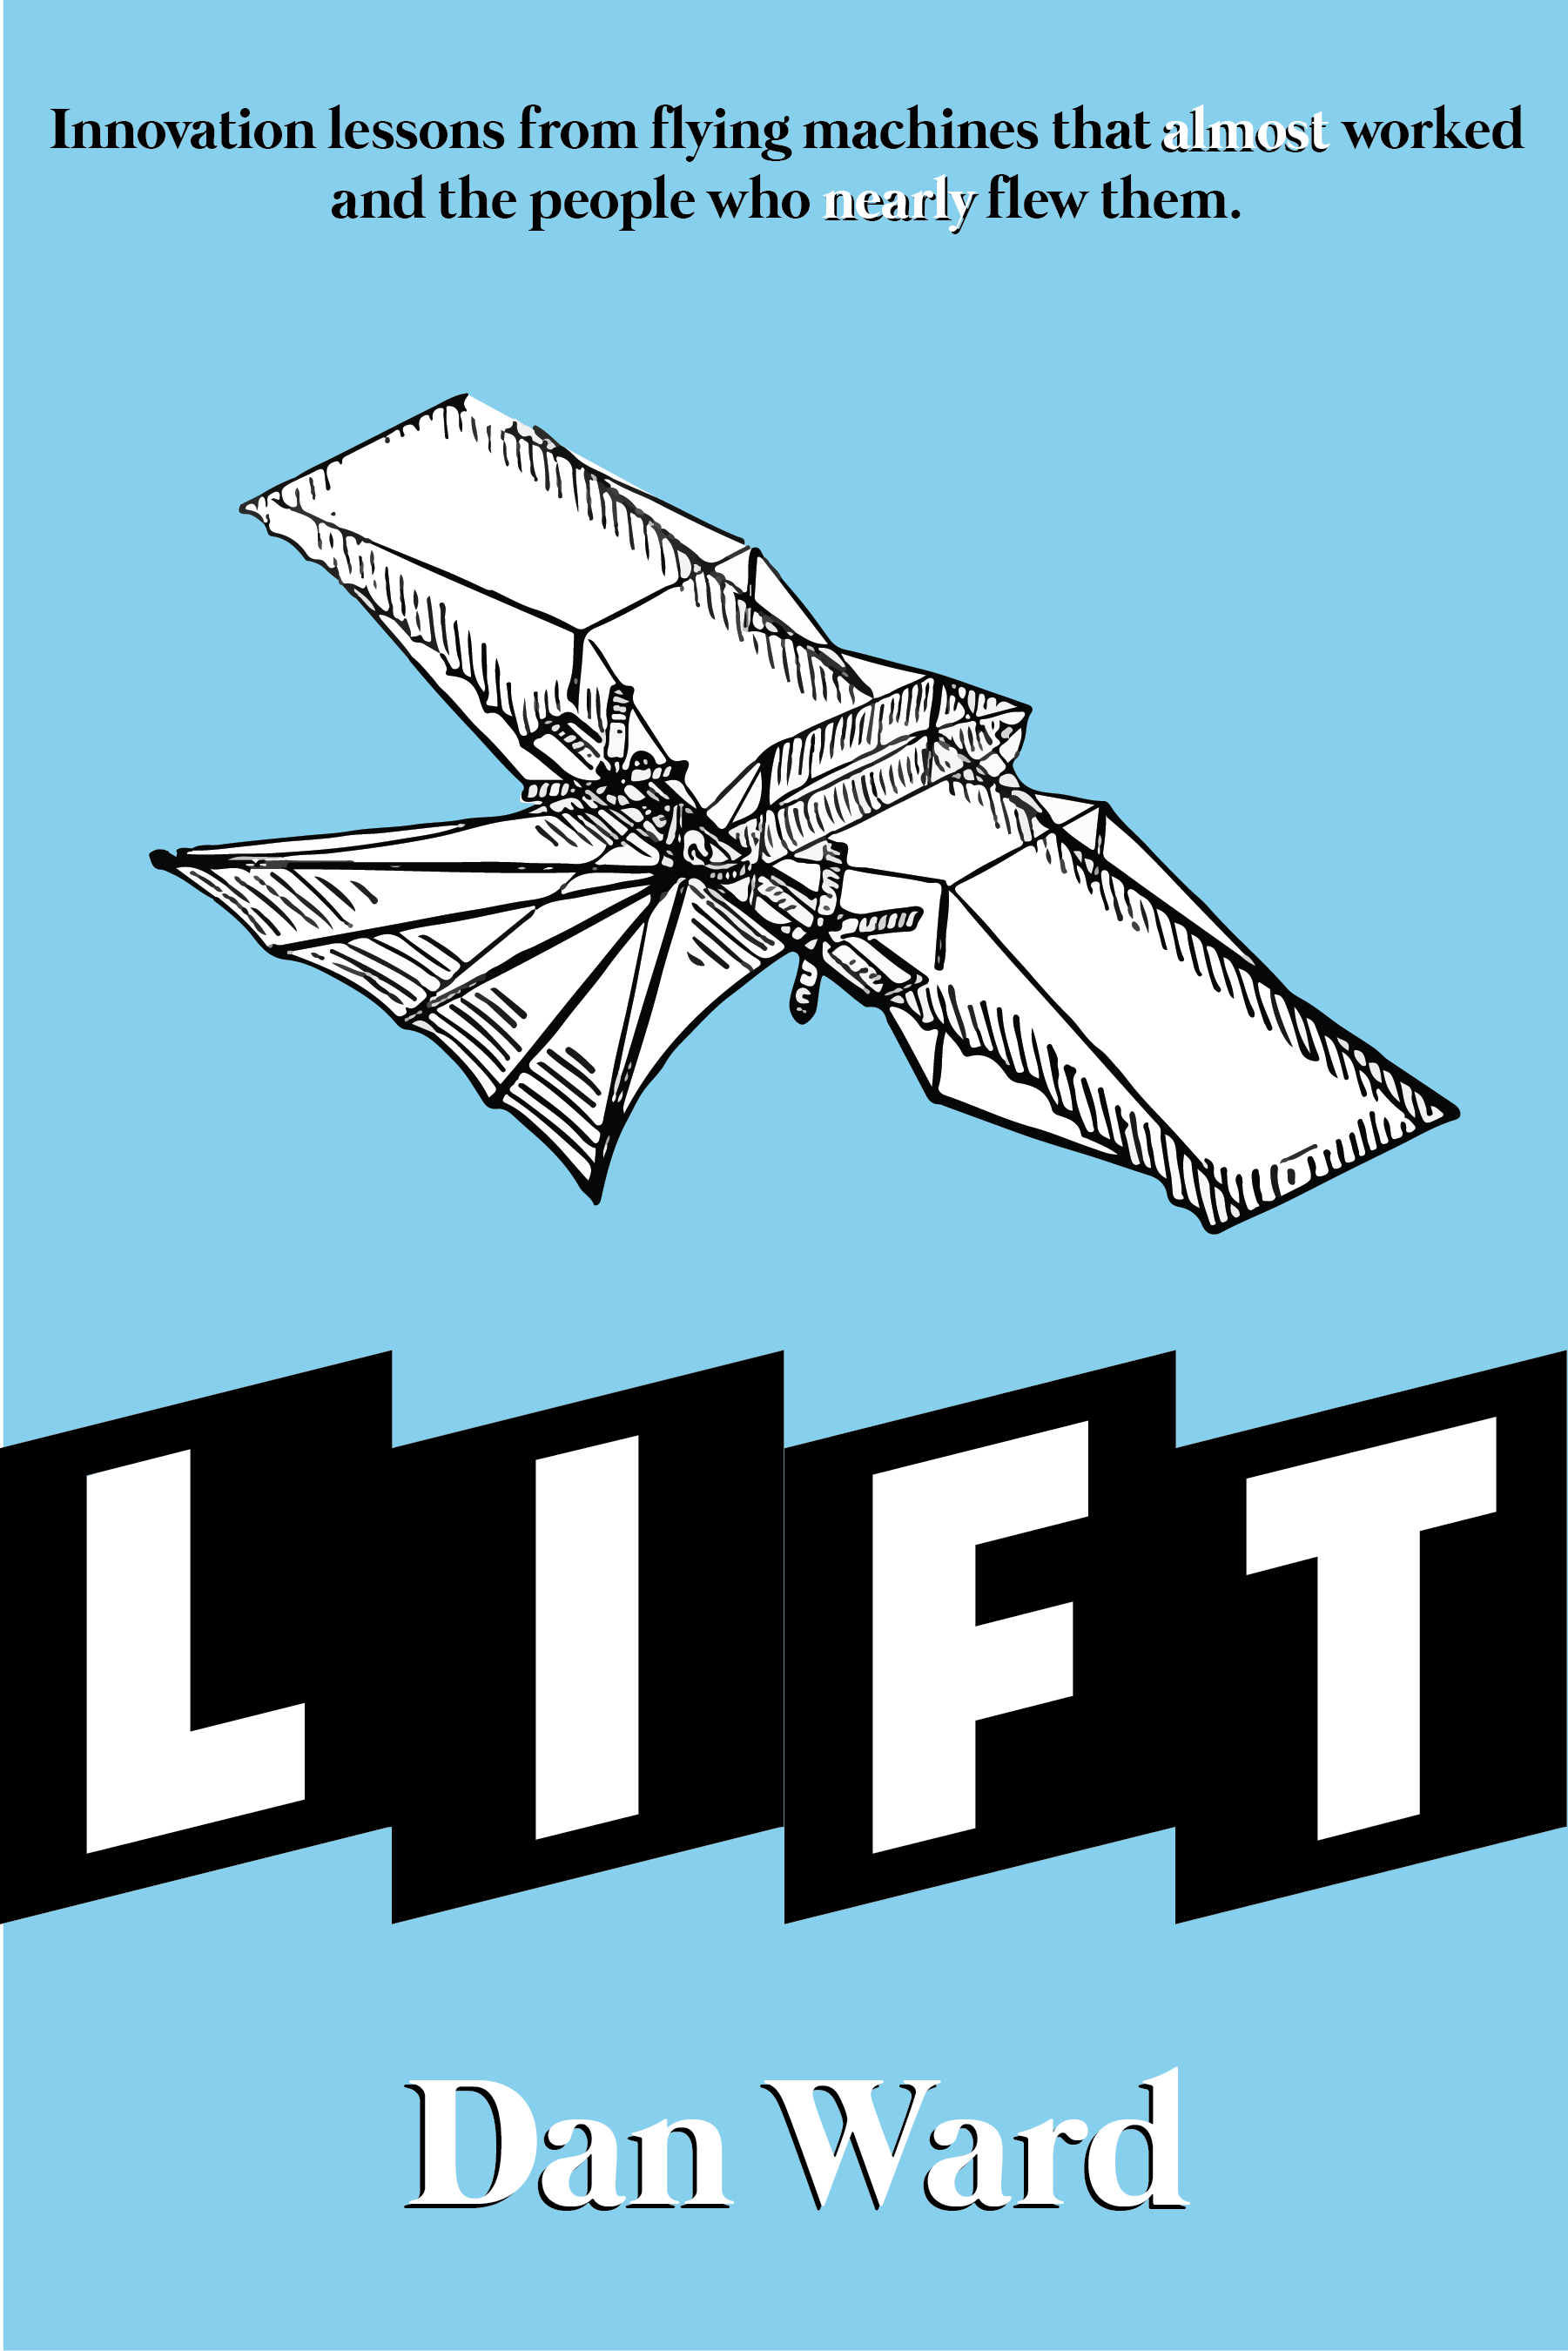 Innovation lessons from flying machines that almost worked
and the people who nearly flew them.
LIFT
Dan Ward